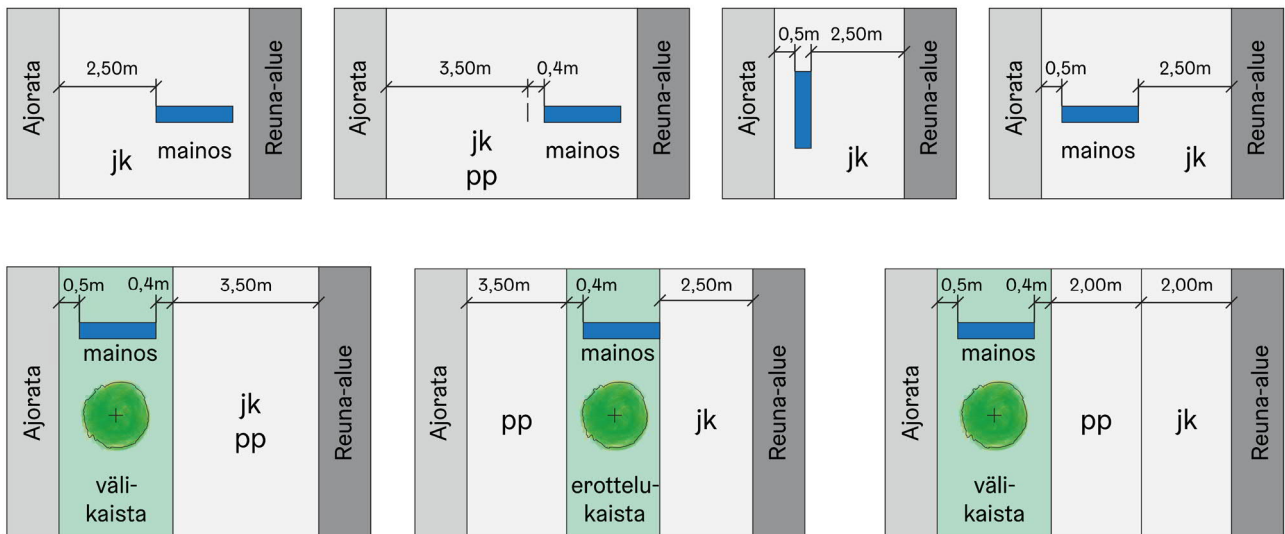 Ajorata
2,50m
jk
mainos
Reuna-alue
Ajorata
3,50m
0,4m
jk
pp
mainos
Reuna-alue
Ajorata
0,5m
2,50m
jk
Reuna-alue
Ajorata
0,5m
2,50m
mainos
jk
Reuna-alue
Ajorata
0,5m
0,4m
3,50m
mainos
väli-
kaista
jk
pp
Reuna-alue
Ajorata
3,50m
0,4m
2,50m
pp
mainos
erottelu-
kaista
jk
Reuna-alue
Ajorata
0,5m
0,4m
2,00m
2,00m
mainos
väli-
kaista
pp
jk
Reuna-alue